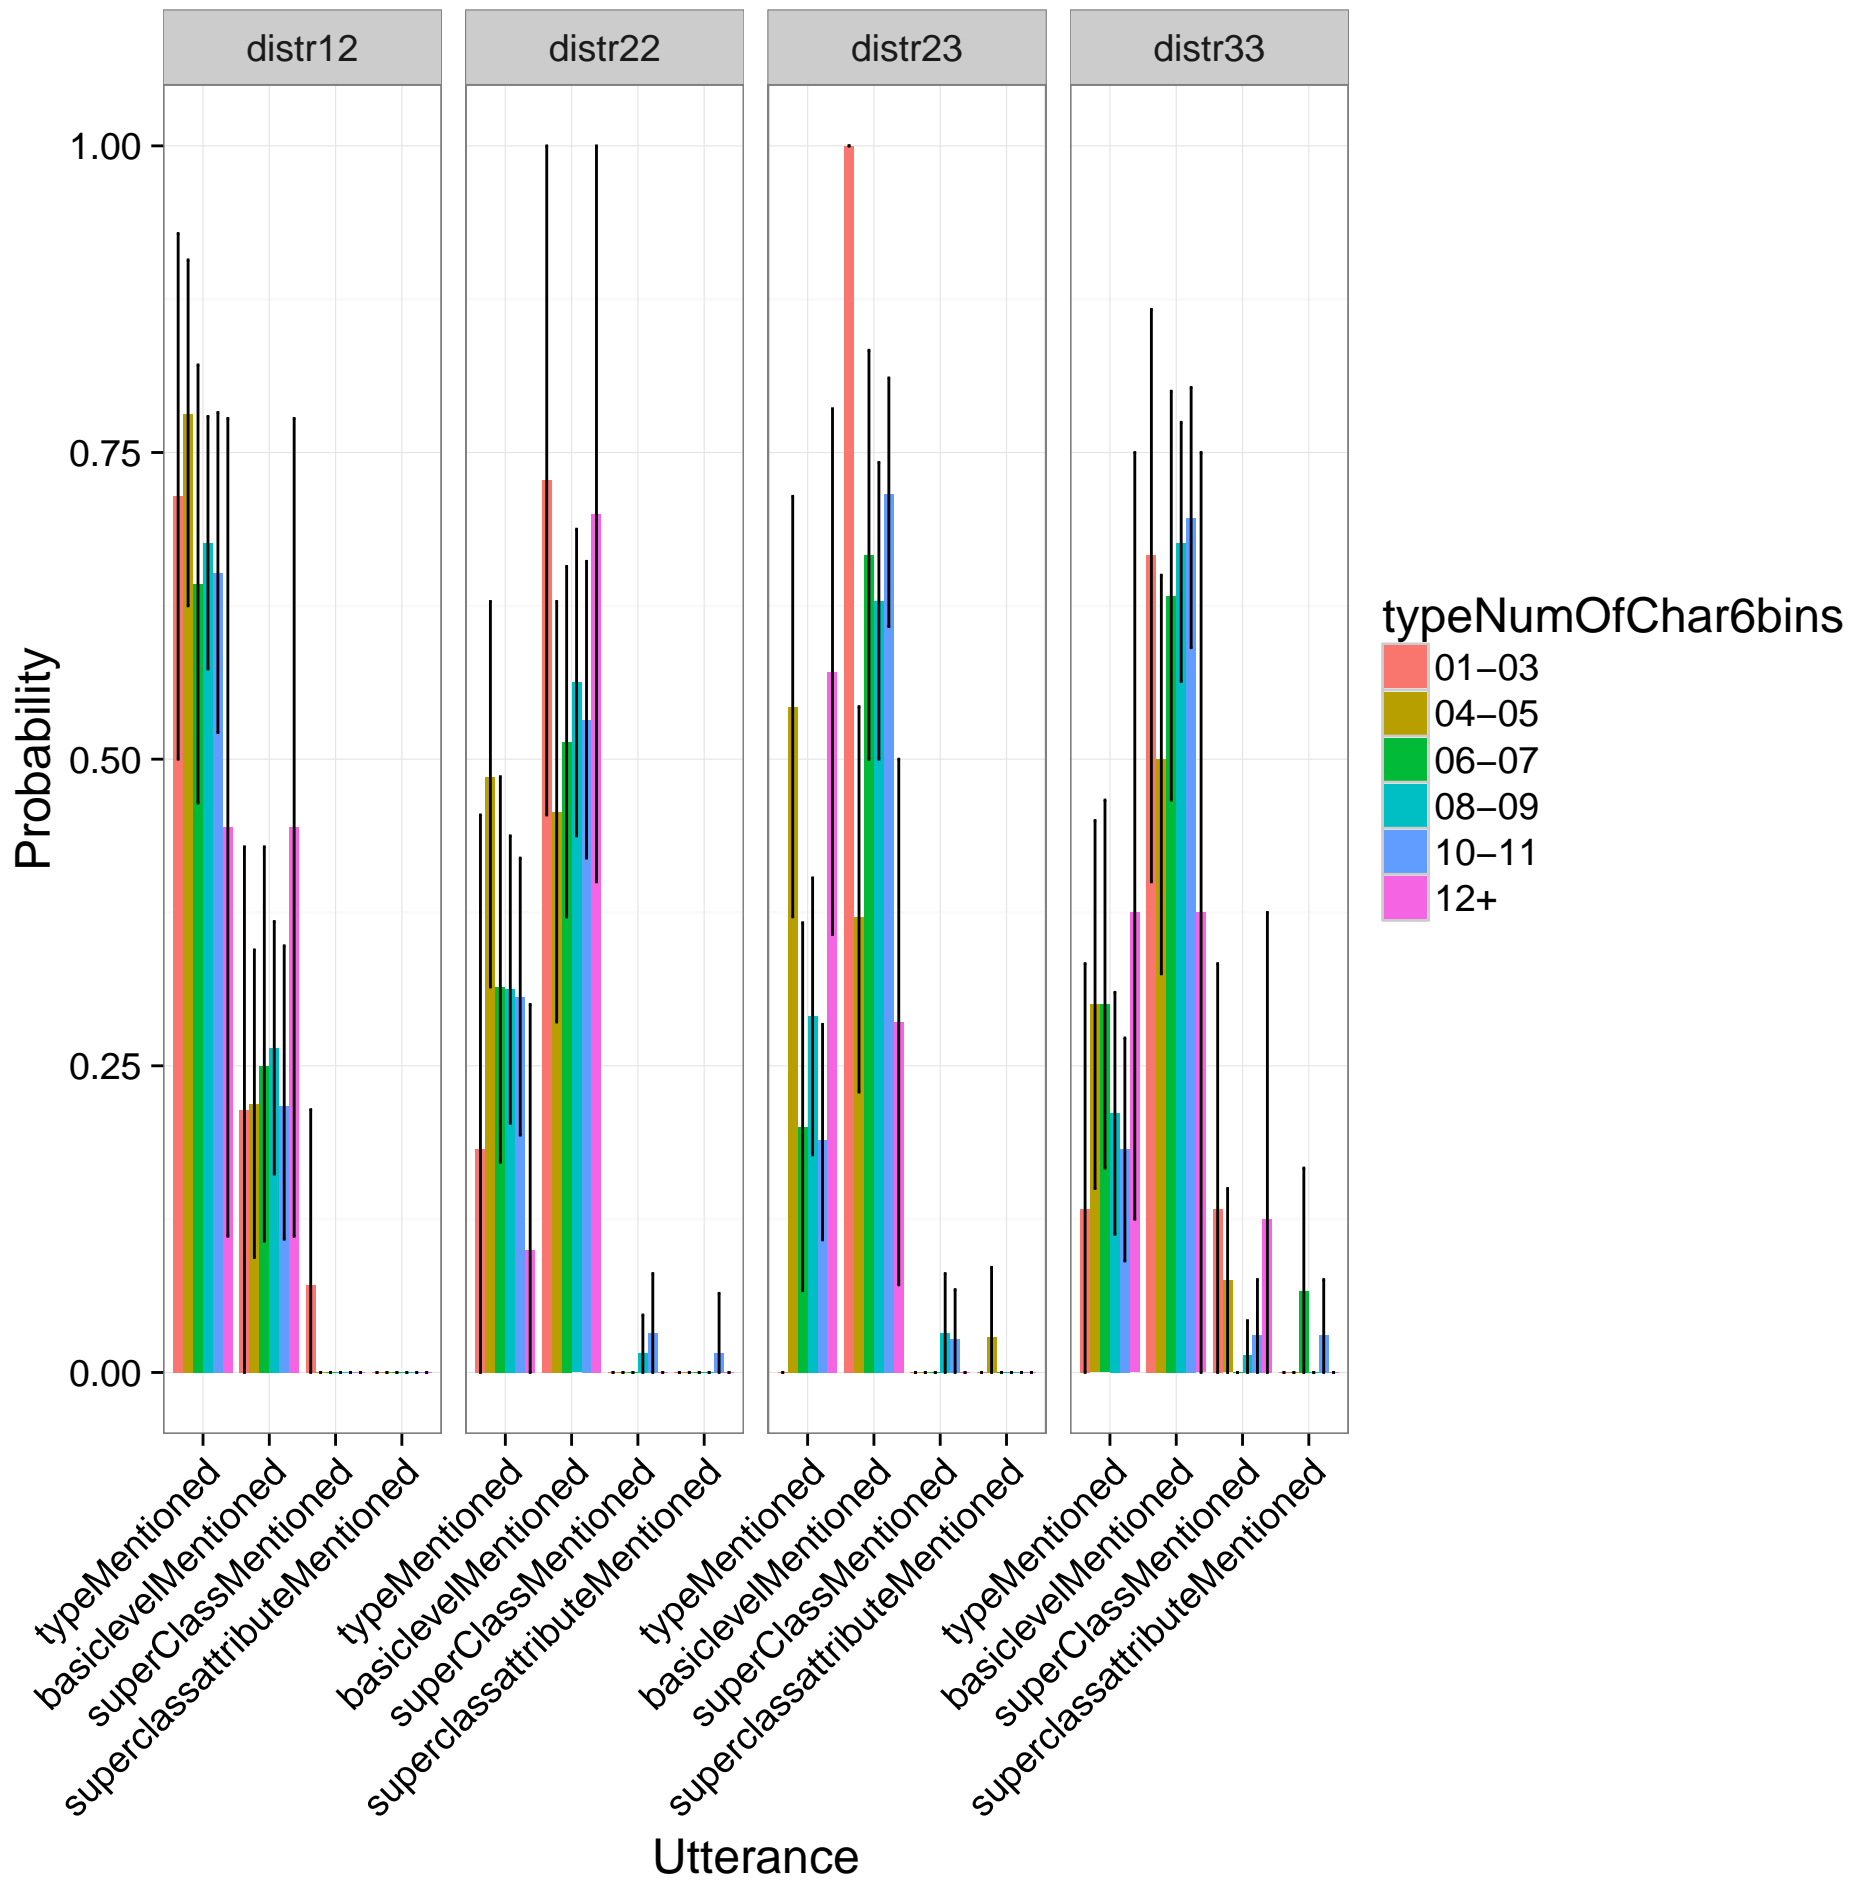 distr12 distr22 distr23 distr33
1.00
0.75
0.50
0.25
0.00
Probability
typeMentioned
basiclevelMentioned
superClassMentioned
superclassattributeMentioned
typeMentioned
basiclevelMentioned
superClassMentioned
superclassattributeMentioned
typeMentioned
basiclevelMentioned
superClassMentioned
superclassattributeMentioned
typeMentioned
basiclevelMentioned
superClassMentioned
superclassattributeMentioned
Utterance
typeNumOfChar6bins
01−03
04−05
06−07
08−09
10−11
12+